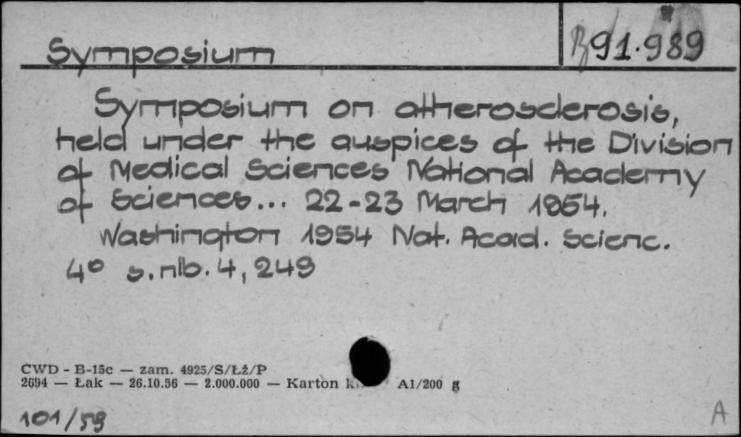 Symposium
B 91.989
Symposium on atherosclerosis,
held under the auspices of the Division
of Medical Sciences National Academy
of Sciences... 22-23 March 1954.
Washington 1954 Nat. Acad. Scienc.
4° s. nlb. 4, 249
CWD - B-15c — zam. 4925/S/Łż/P
2694 — Łak — 26.10.56 — 2.000.000 — Karton A1/200 g
101/59
A